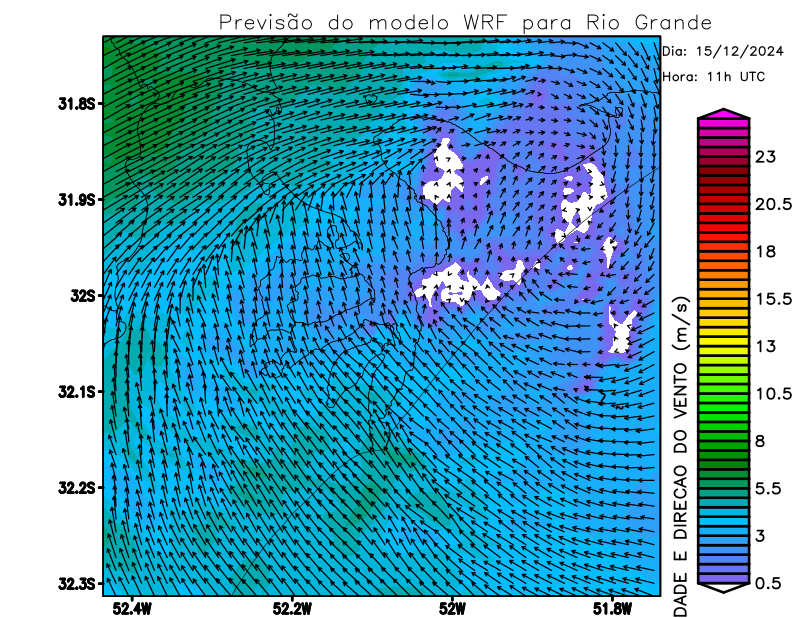 Previsão do modelo WRF para Rio Grande
Dia: 15/12/2024
Hora: 11h UTC
31.8S
31.9S
32S
32.1S
32.2S
32.3S
52.4W
52.2W
52W
51.8W
23
20.5
18
15.5
13
10.5
8
5.5
3
0.5
DADE E DIRECAO DO VENTO (m/s)